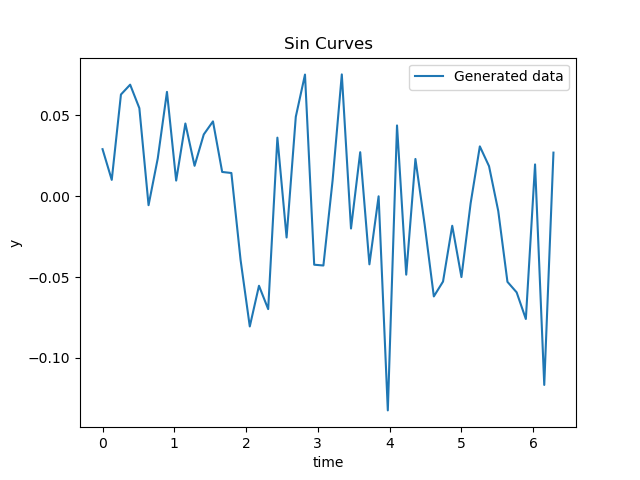 Sin Curves
Generated data
0.05
0.00
−0.05
−0.10
y
0 1 2 3 4 5 6
time